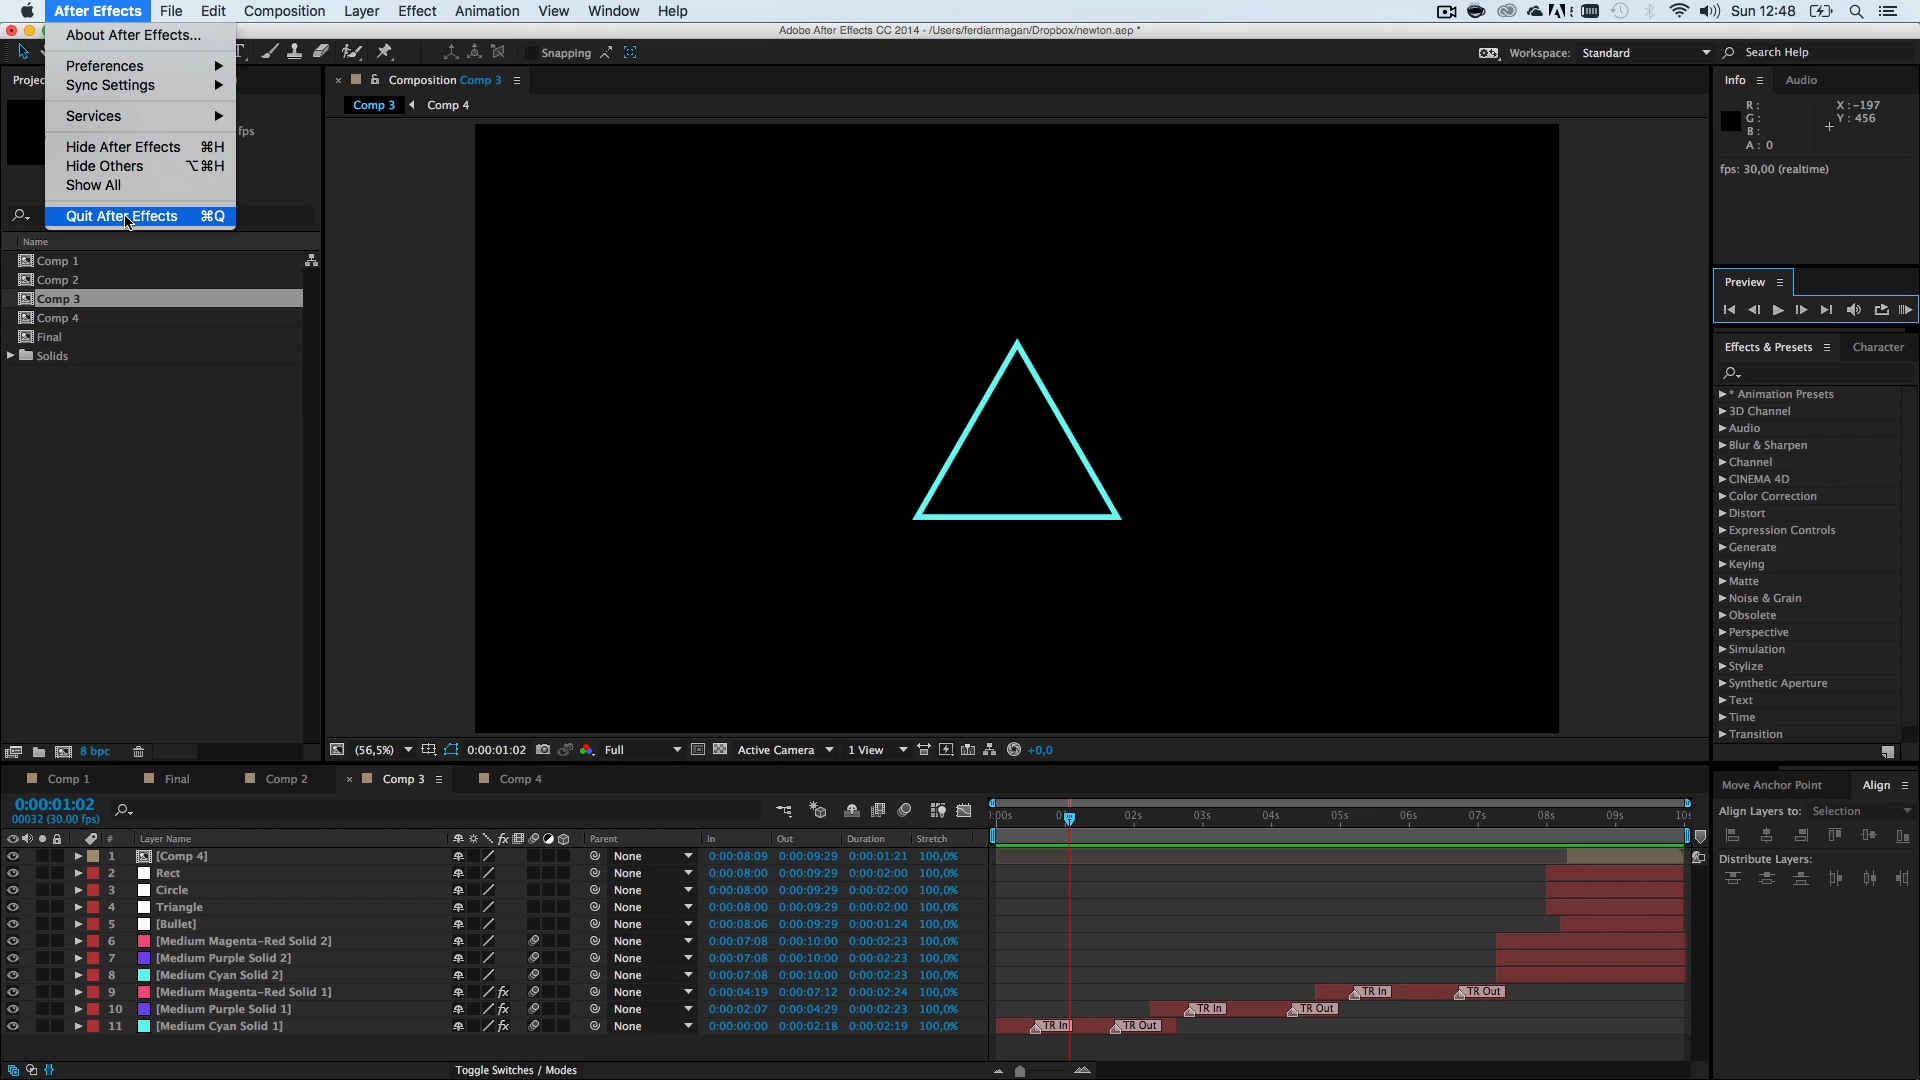 After Effects File Edit Composition Layer Effect Animation View Window Help Sun 12:48
Adobe After Effects CC 2014 - /Users/ferdiarmagan/Dropbox/newton.aep *
About After Effects...
Preferences
Sync Settings
Services
Hide After Effects ⌘H
Hide Others ⌥⌘H
Show All
Quit After Effects ⌘Q
T Snapping Workspace: Standard Search Help
Projec
fps
Name
Comp 1
Comp 2
Comp 3
Comp 4
Final
Solids
8 bpc
Composition Comp 3
Comp 3 Comp 4
(56,5%) 0:00:01:02 Full Active Camera 1 View +0,0
Info Audio
R: X: -197
G: Y: 456
B:
A: 0
fps: 30,00 (realtime)
Preview
Effects & Presets Character
* Animation Presets
3D Channel
Audio
Blur & Sharpen
Channel
CINEMA 4D
Color Correction
Distort
Expression Controls
Generate
Keying
Matte
Noise & Grain
Obsolete
Perspective
Simulation
Stylize
Synthetic Aperture
Text
Time
Transition
Move Anchor Point Align
Align Layers to: Selection
Distribute Layers:
Comp 1 Final Comp 2 Comp 3 Comp 4
0:00:01:02
00032 (30.00 fps)
02s 03s 04s 05s 06s 07s 08s 09s
# Layer Name fx Parent In Out Duration Stretch
1 [Comp 4] None 0:00:08:09 0:00:09:29 0:00:01:21 100,0%
2 Rect None 0:00:08:00 0:00:09:29 0:00:02:00 100,0%
3 Circle None 0:00:08:00 0:00:09:29 0:00:02:00 100,0%
4 Triangle None 0:00:08:00 0:00:09:29 0:00:02:00 100,0%
5 [Bullet] None 0:00:08:06 0:00:09:29 0:00:01:24 100,0%
6 [Medium Magenta-Red Solid 2] None 0:00:07:08 0:00:10:00 0:00:02:23 100,0%
7 [Medium Purple Solid 2] None 0:00:07:08 0:00:10:00 0:00:02:23 100,0%
8 [Medium Cyan Solid 2] None 0:00:07:08 0:00:10:00 0:00:02:23 100,0%
9 [Medium Magenta-Red Solid 1] fx None 0:00:04:19 0:00:07:12 0:00:02:24 100,0% TR In TR Out
10 [Medium Purple Solid 1] fx None 0:00:02:07 0:00:04:29 0:00:02:23 100,0% TR In TR Out
11 [Medium Cyan Solid 1] fx None 0:00:00:00 0:00:02:18 0:00:02:19 100,0% TR In TR Out
Toggle Switches / Modes